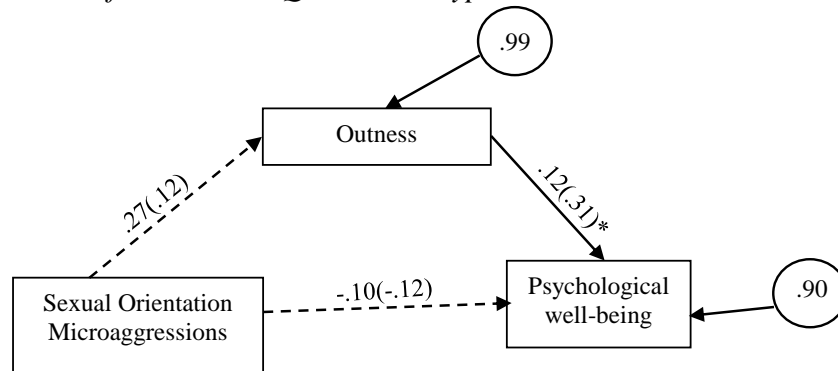 .99
Outness
.27(.12)
.12(.31)*
Sexual Orientation
Microaggressions
-.10(-.12)
Psychological
well-being
.90